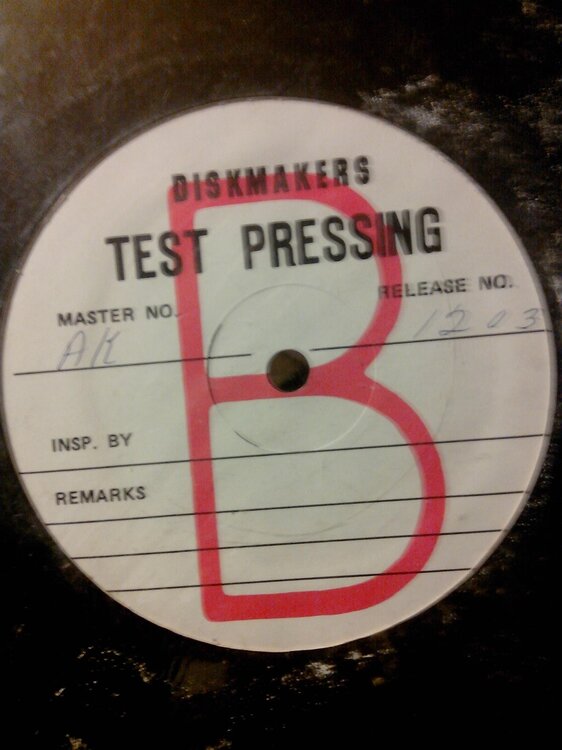 DISKMAKERS
TEST PRESSING
MASTER NO. RELEASE NO.
AK 1203
INSP. BY
REMARKS
B